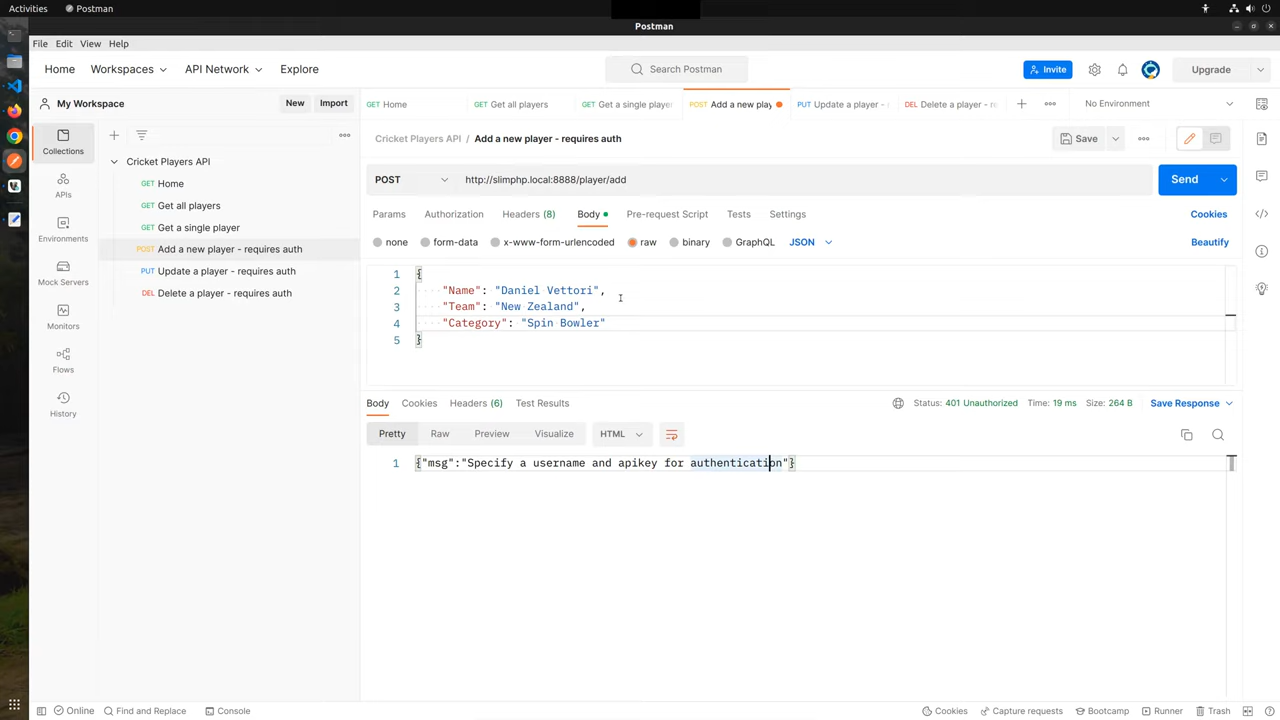 Activities Postman
Postman
File Edit View Help
Home Workspaces API Network Explore Search Postman Invite Upgrade
My Workspace New Import
Home Get all players Get a single player Add a new play Update a player - Delete a player - re No Environment
GET GET GET POST PUT DEL
Cricket Players API / Add a new player - requires auth Save
POST http://slimphp.local:8888/player/add Send
Params Authorization Headers (8) Body Pre-request Script Tests Settings Cookies
none form-data x-www-form-urlencoded raw binary GraphQL JSON Beautify
Collections
APIs
Environments
Mock Servers
Monitors
Flows
History
Cricket Players API
GET Home
GET Get all players
GET Get a single player
POST Add a new player - requires auth
PUT Update a player - requires auth
DEL Delete a player - requires auth
1 {
2 "Name": "Daniel Vettori",
3 "Team": "New Zealand",
4 "Category": "Spin Bowler"
5 }
Body Cookies Headers (6) Test Results Status: 401 Unauthorized Time: 19 ms Size: 264 B Save Response
Pretty Raw Preview Visualize HTML
1 {"msg":"Specify a username and apikey for authentication"}
Online Find and Replace Console Cookies Capture requests Bootcamp Runner Trash